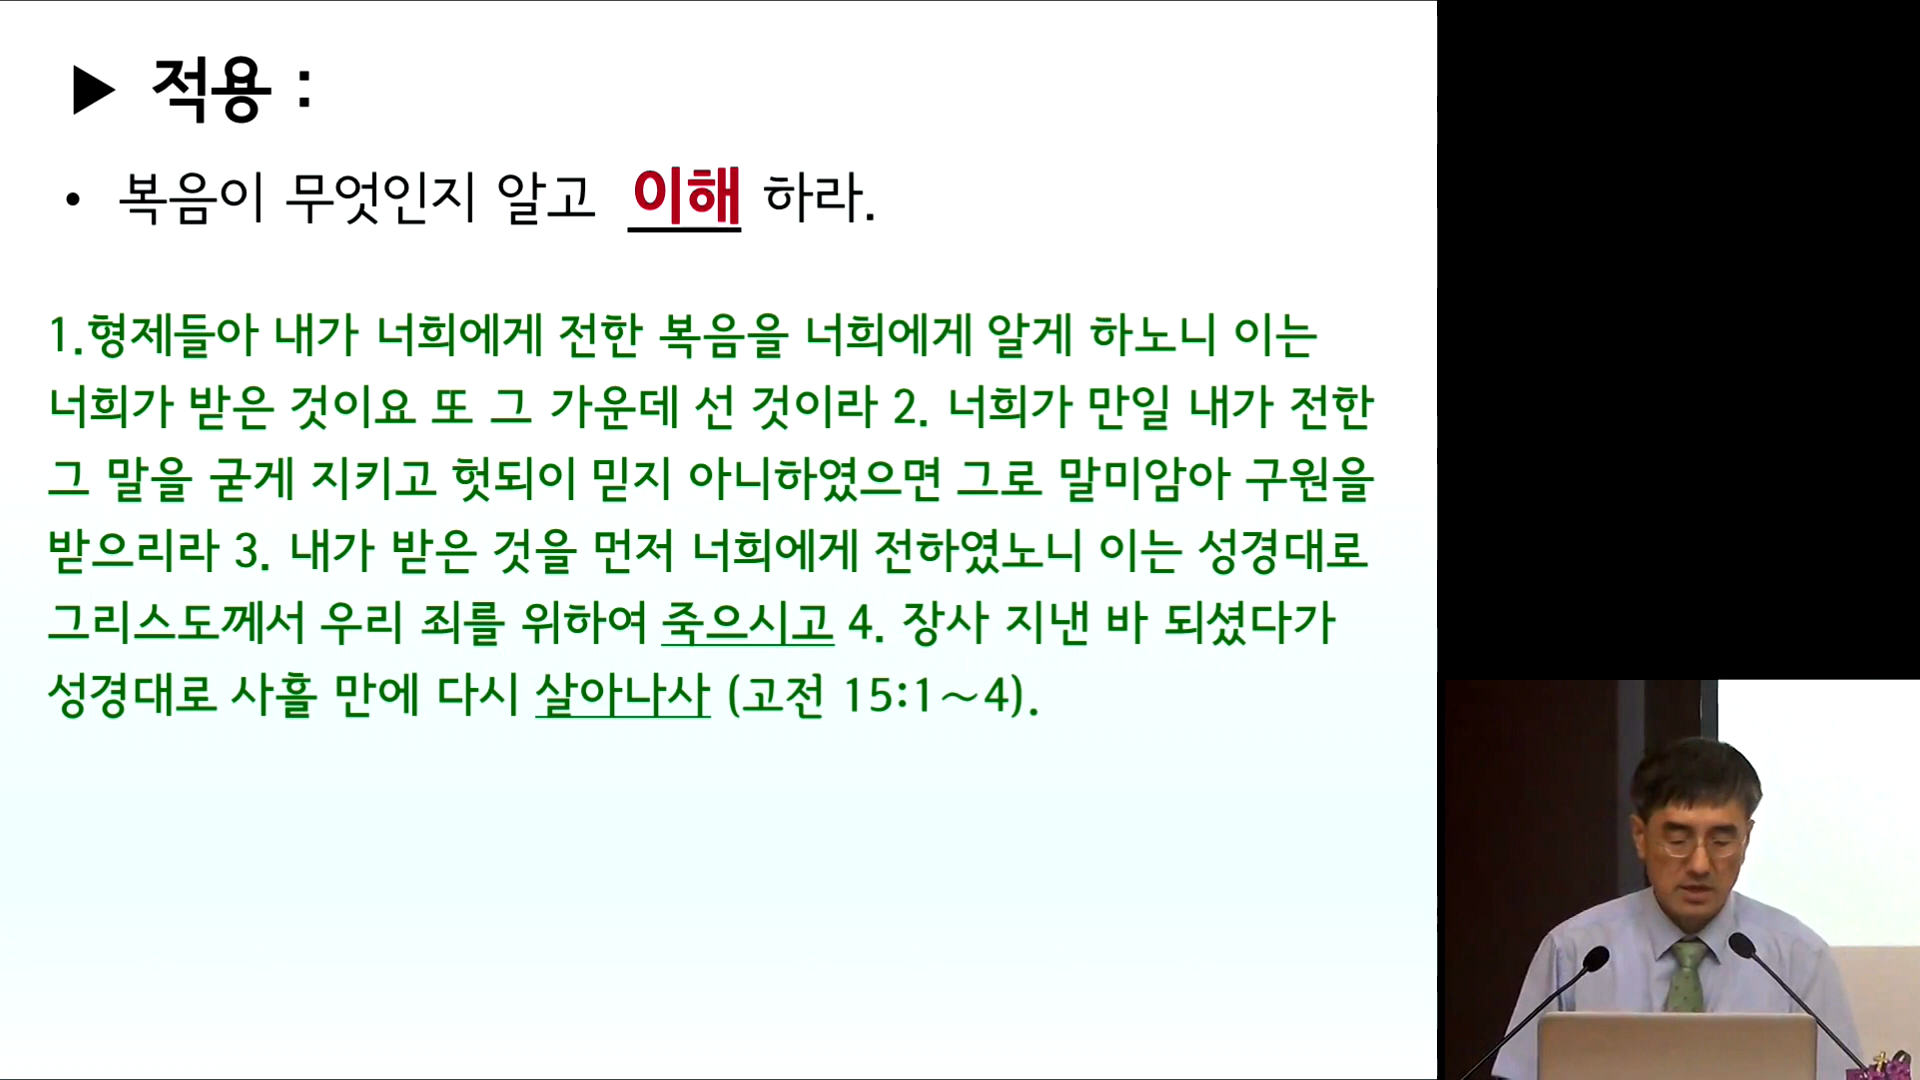 ▶ 적용 :
• 복음이 무엇인지 알고 이해 하라.
1.형제들아 내가 너희에게 전한 복음을 너희에게 알게 하노니 이는
너희가 받은 것이요 또 그 가운데 선 것이라 2. 너희가 만일 내가 전한
그 말을 굳게 지키고 헛되이 믿지 아니하였으면 그로 말미암아 구원을
받으리라 3. 내가 받은 것을 먼저 너희에게 전하였노니 이는 성경대로
그리스도께서 우리 죄를 위하여 죽으시고 4. 장사 지낸 바 되셨다가
성경대로 사흘 만에 다시 살아나사 (고전 15:1~4).